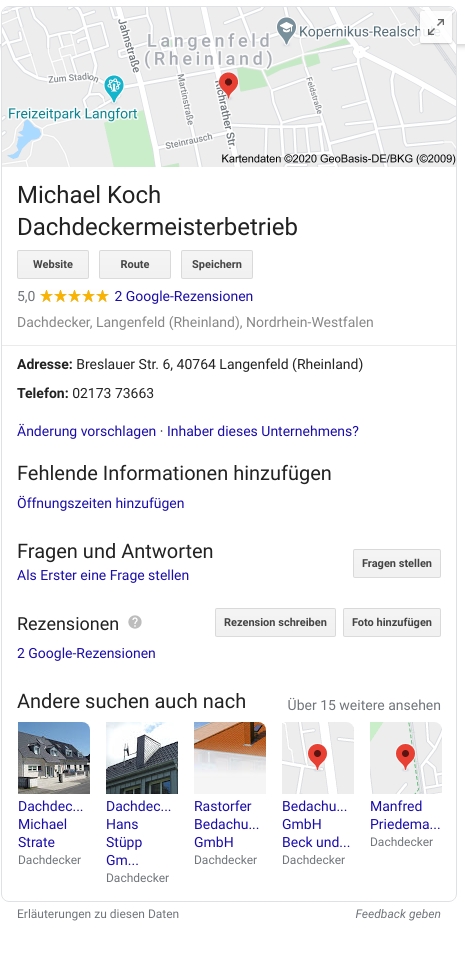 Jahnstraße
Langenfeld
(Rheinland)
Kopernikus-Realsch
Zum Stadion
Martinstraße
Richrather Str.
Feldstraße
Freizeitpark Langfort
Steinrausch
Kartendaten ©2020 GeoBasis-DE/BKG (©2009)
Michael Koch
Dachdeckermeisterbetrieb
Website Route Speichern
5,0 2 Google-Rezensionen
Dachdecker, Langenfeld (Rheinland), Nordrhein-Westfalen
Adresse: Breslauer Str. 6, 40764 Langenfeld (Rheinland)
Telefon: 02173 73663
Änderung vorschlagen · Inhaber dieses Unternehmens?
Fehlende Informationen hinzufügen
Öffnungszeiten hinzufügen
Fragen und Antworten
Fragen stellen
Als Erster eine Frage stellen
Rezensionen ? Rezension schreiben Foto hinzufügen
2 Google-Rezensionen
Andere suchen auch nach Über 15 weitere ansehen
Dachdec...
Michael
Strate
Dachdecker
Dachdec...
Hans
Stüpp
Gm...
Dachdecker
Rastorfer
Bedachu...
GmbH
Dachdecker
Bedachu...
GmbH
Beck und...
Dachdecker
Manfred
Priedema...
Dachdecker
Erläuterungen zu diesen Daten Feedback geben